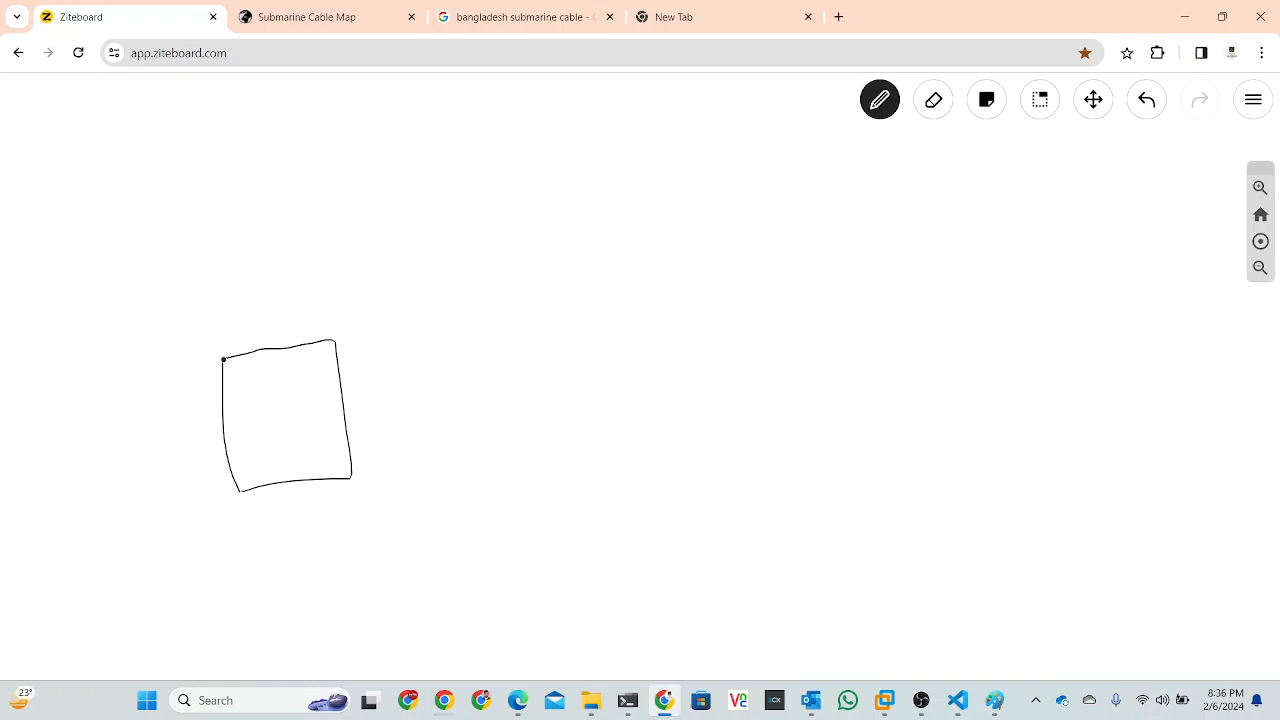 Ziteboard
Submarine Cable Map
bangladesh submarine cable - G
New Tab
app.ziteboard.com
23°
Search
8:36 PM
2/6/2024